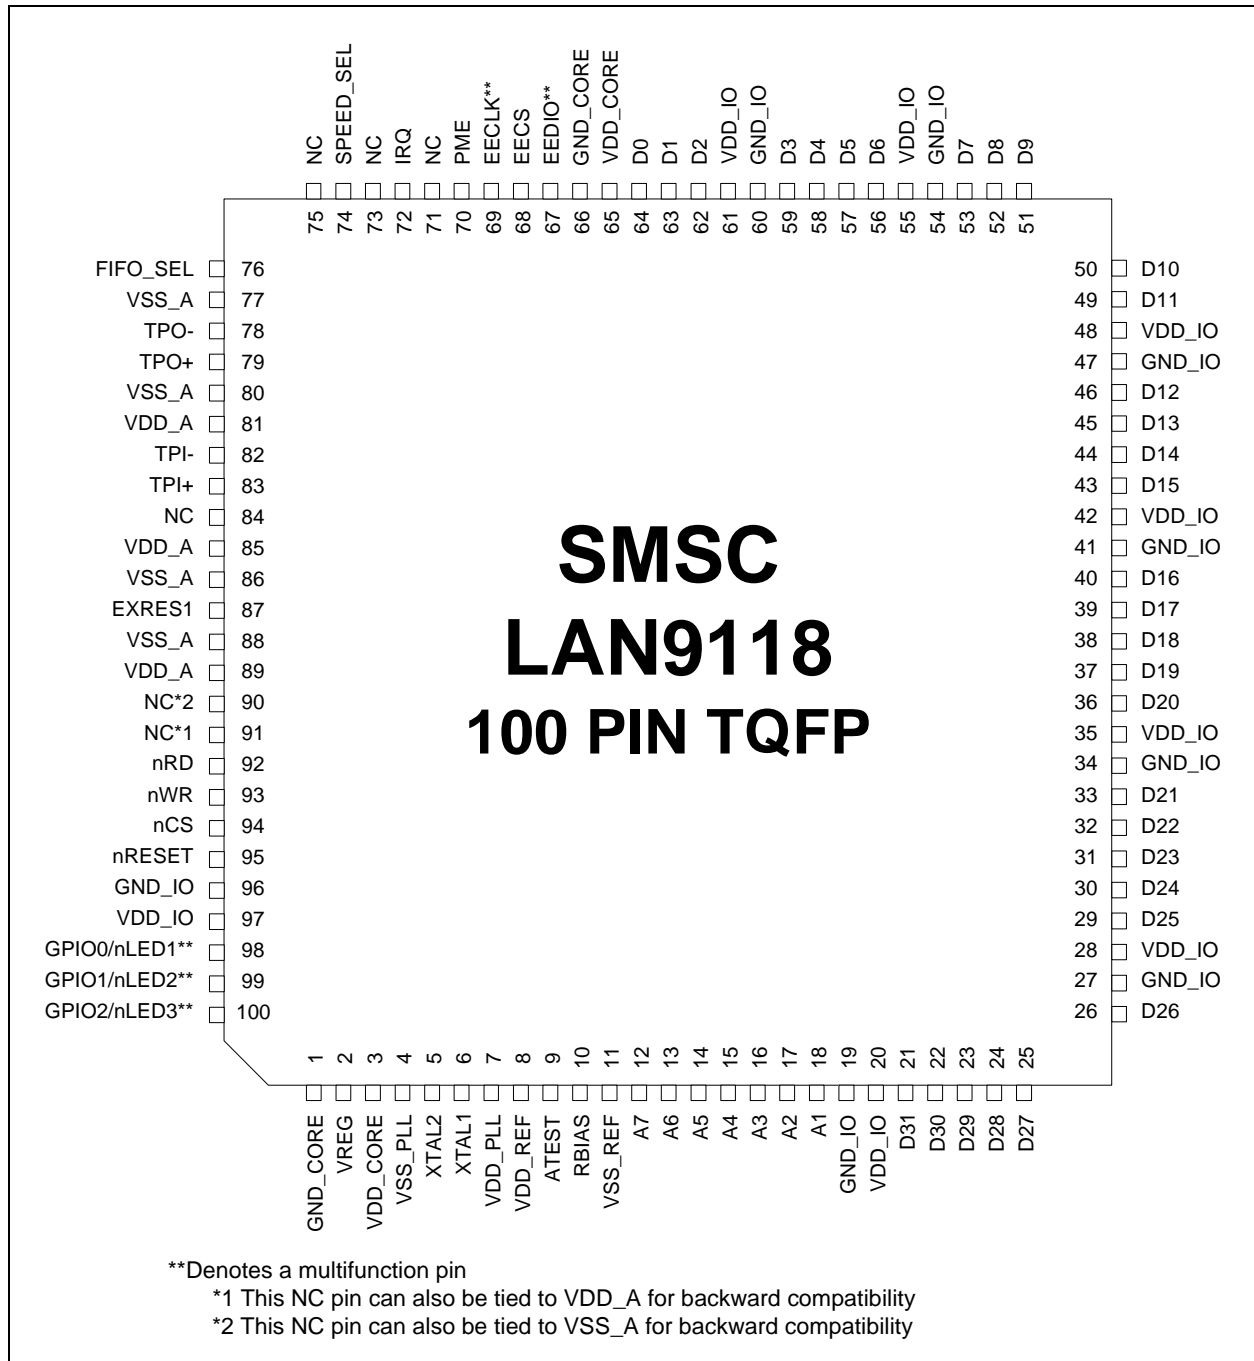 NC
SPEED_SEL
NC
IRQ
NC
PME
EECLK**
EECS
EEDIO**
GND_CORE
VDD_CORE
D0
D1
D2
VDD_IO
GND_IO
D3
D4
D5
D6
VDD_IO
GND_IO
D7
D8
D9
75
74
73
72
71
70
69
68
67
66
65
64
63
62
61
60
59
58
57
56
55
54
53
52
51
FIFO_SEL 76
VSS_A 77
TPO- 78
TPO+ 79
VSS_A 80
VDD_A 81
TPI- 82
TPI+ 83
NC 84
VDD_A 85
VSS_A 86
EXRES1 87
VSS_A 88
VDD_A 89
NC*2 90
NC*1 91
nRD 92
nWR 93
nCS 94
nRESET 95
GND_IO 96
VDD_IO 97
GPIO0/nLED1** 98
GPIO1/nLED2** 99
GPIO2/nLED3** 100
SMSC
LAN9118
100 PIN TQFP
50 D10
49 D11
48 VDD_IO
47 GND_IO
46 D12
45 D13
44 D14
43 D15
42 VDD_IO
41 GND_IO
40 D16
39 D17
38 D18
37 D19
36 D20
35 VDD_IO
34 GND_IO
33 D21
32 D22
31 D23
30 D24
29 D25
28 VDD_IO
27 GND_IO
26 D26
1
2
3
4
5
6
7
8
9
10
11
12
13
14
15
16
17
18
19
20
21
22
23
24
25
GND_CORE
VREG
VDD_CORE
VSS_PLL
XTAL2
XTAL1
VDD_PLL
VDD_REF
ATEST
RBIAS
VSS_REF
A7
A6
A5
A4
A3
A2
A1
GND_IO
VDD_IO
D31
D30
D29
D28
D27
**Denotes a multifunction pin
*1 This NC pin can also be tied to VDD_A for backward compatibility
*2 This NC pin can also be tied to VSS_A for backward compatibility